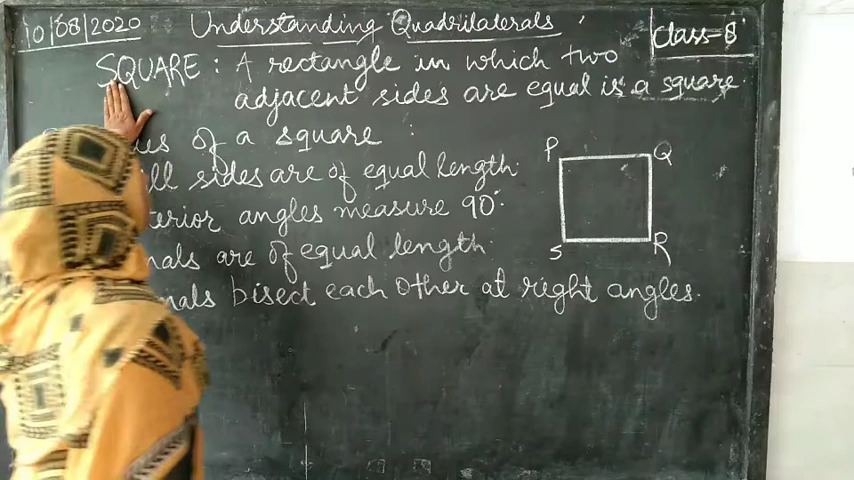 10/08/2020
Understanding Quadrilaterals
Class-8
SQUARE : A rectangle in which two
adjacent sides are equal is a square.
of a square :
sides are of equal length.
angles measure 90°.
are of equal length.
bisect each other at right angles.
P
Q
S
R